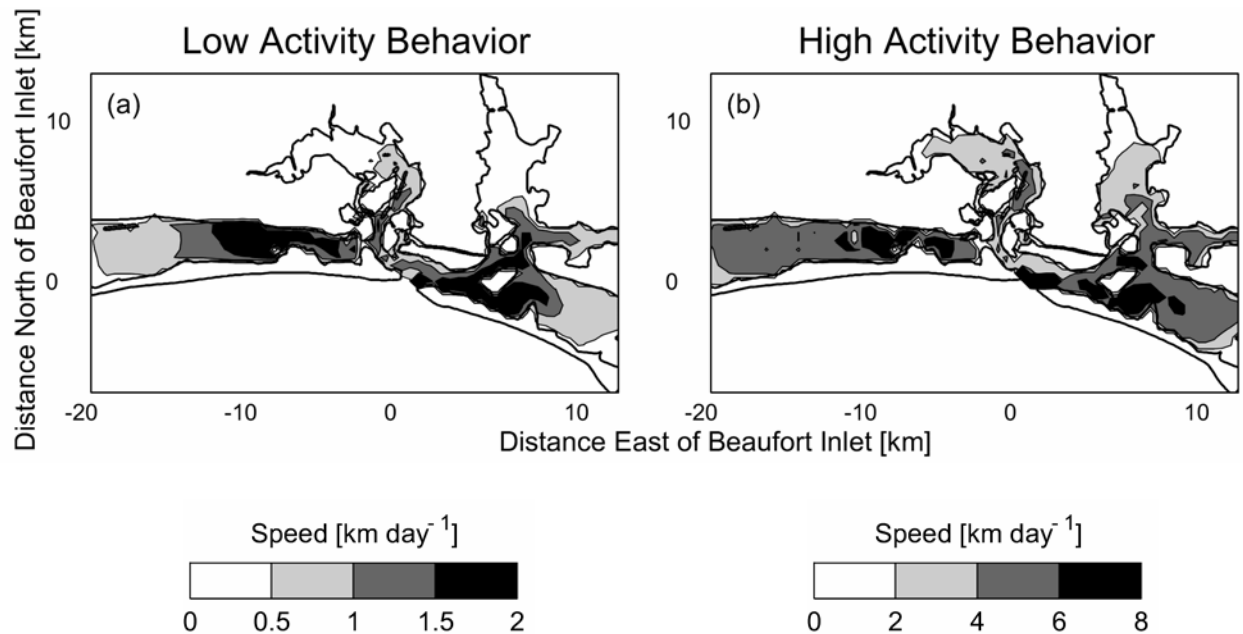 Low Activity Behavior
High Activity Behavior
Distance North of Beaufort Inlet [km]
10
0
(a)
-20
-10
0
10
10
0
(b)
-20
-10
0
10
Distance East of Beaufort Inlet [km]
Speed [km day⁻¹]
0 0.5 1 1.5 2
Speed [km day⁻¹]
0 2 4 6 8